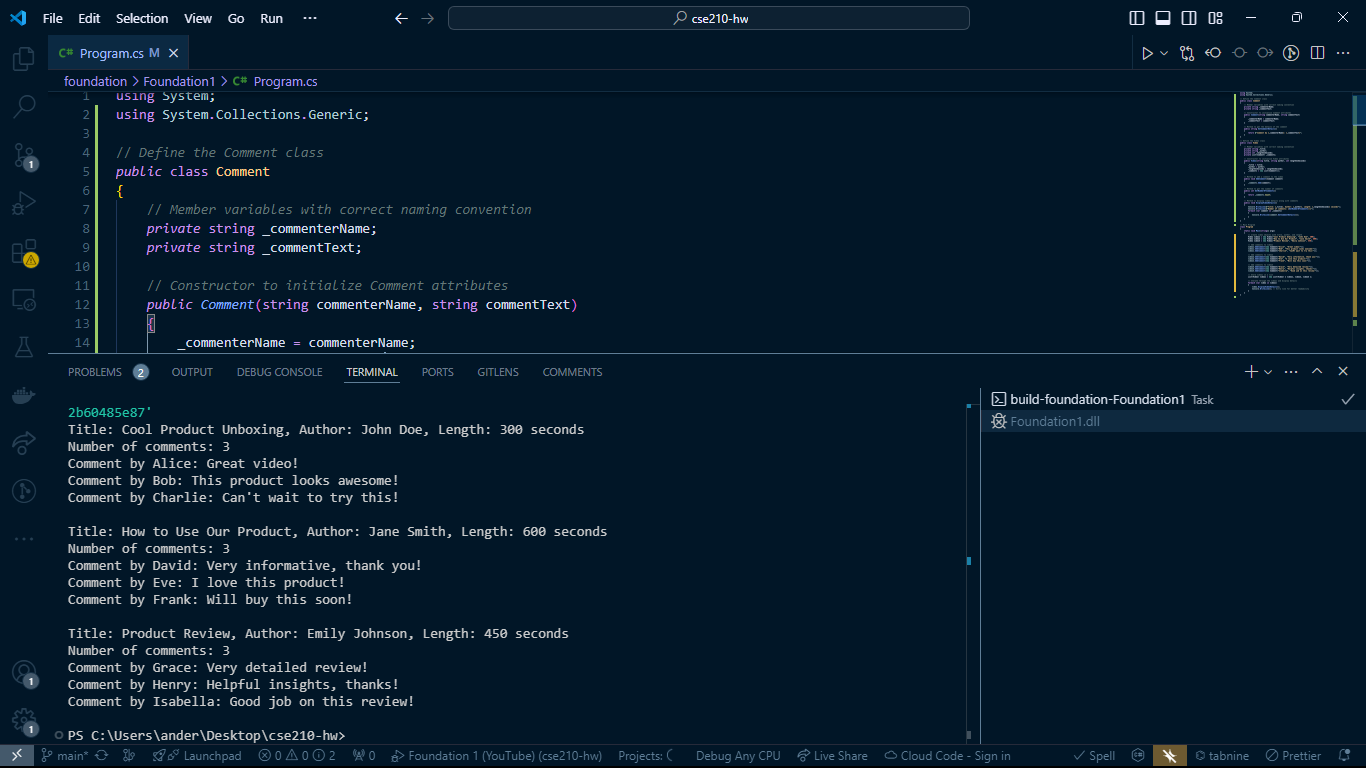 File Edit Selection View Go Run ··· cse210-hw
C# Program.cs M
foundation > Foundation1 > C# Program.cs
1 using System;
2 using System.Collections.Generic;
3
4 // Define the Comment class
5 public class Comment
6 {
7 // Member variables with correct naming convention
8 private string _commenterName;
9 private string _commentText;
10
11 // Constructor to initialize Comment attributes
12 public Comment(string commenterName, string commentText)
13 {
14 _commenterName = commenterName;
PROBLEMS 2 OUTPUT DEBUG CONSOLE TERMINAL PORTS GITLENS COMMENTS
build-foundation-Foundation1 Task
Foundation1.dll
2b60485e87'
Title: Cool Product Unboxing, Author: John Doe, Length: 300 seconds
Number of comments: 3
Comment by Alice: Great video!
Comment by Bob: This product looks awesome!
Comment by Charlie: Can't wait to try this!
Title: How to Use Our Product, Author: Jane Smith, Length: 600 seconds
Number of comments: 3
Comment by David: Very informative, thank you!
Comment by Eve: I love this product!
Comment by Frank: Will buy this soon!
Title: Product Review, Author: Emily Johnson, Length: 450 seconds
Number of comments: 3
Comment by Grace: Very detailed review!
Comment by Henry: Helpful insights, thanks!
Comment by Isabella: Good job on this review!
PS C:\Users\ander\Desktop\cse210-hw>
1
1
1
main* Launchpad 0 0 2 0 Foundation 1 (YouTube) (cse210-hw) Projects: Debug Any CPU Live Share Cloud Code - Sign in Spell tabnine Prettier